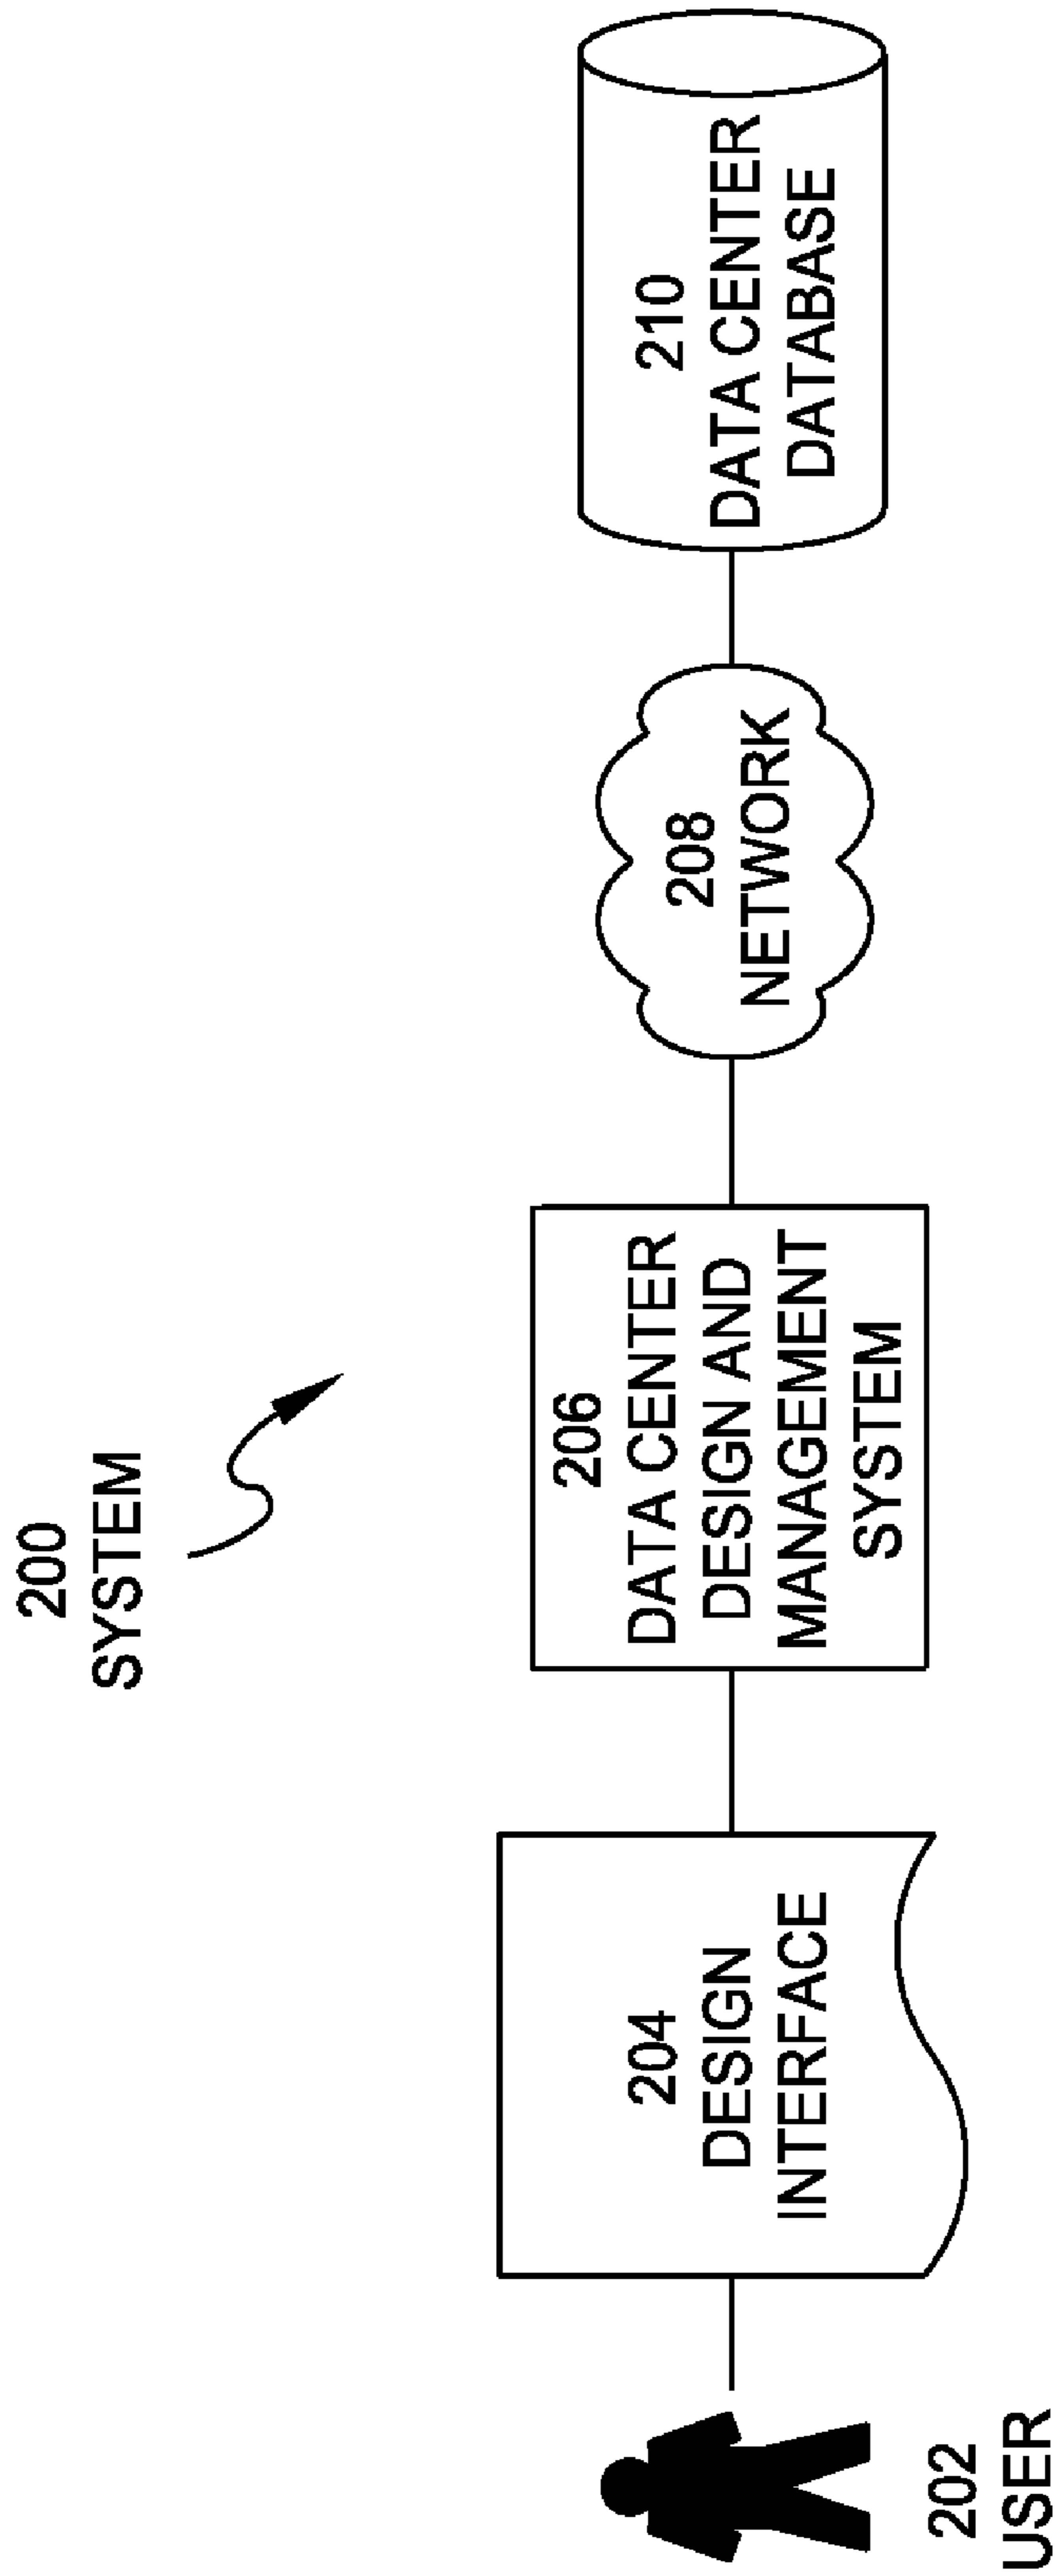 200
SYSTEM
202
USER
204
DESIGN
INTERFACE
206
DATA CENTER
DESIGN AND
MANAGEMENT
SYSTEM
208
NETWORK
210
DATA CENTER
DATABASE